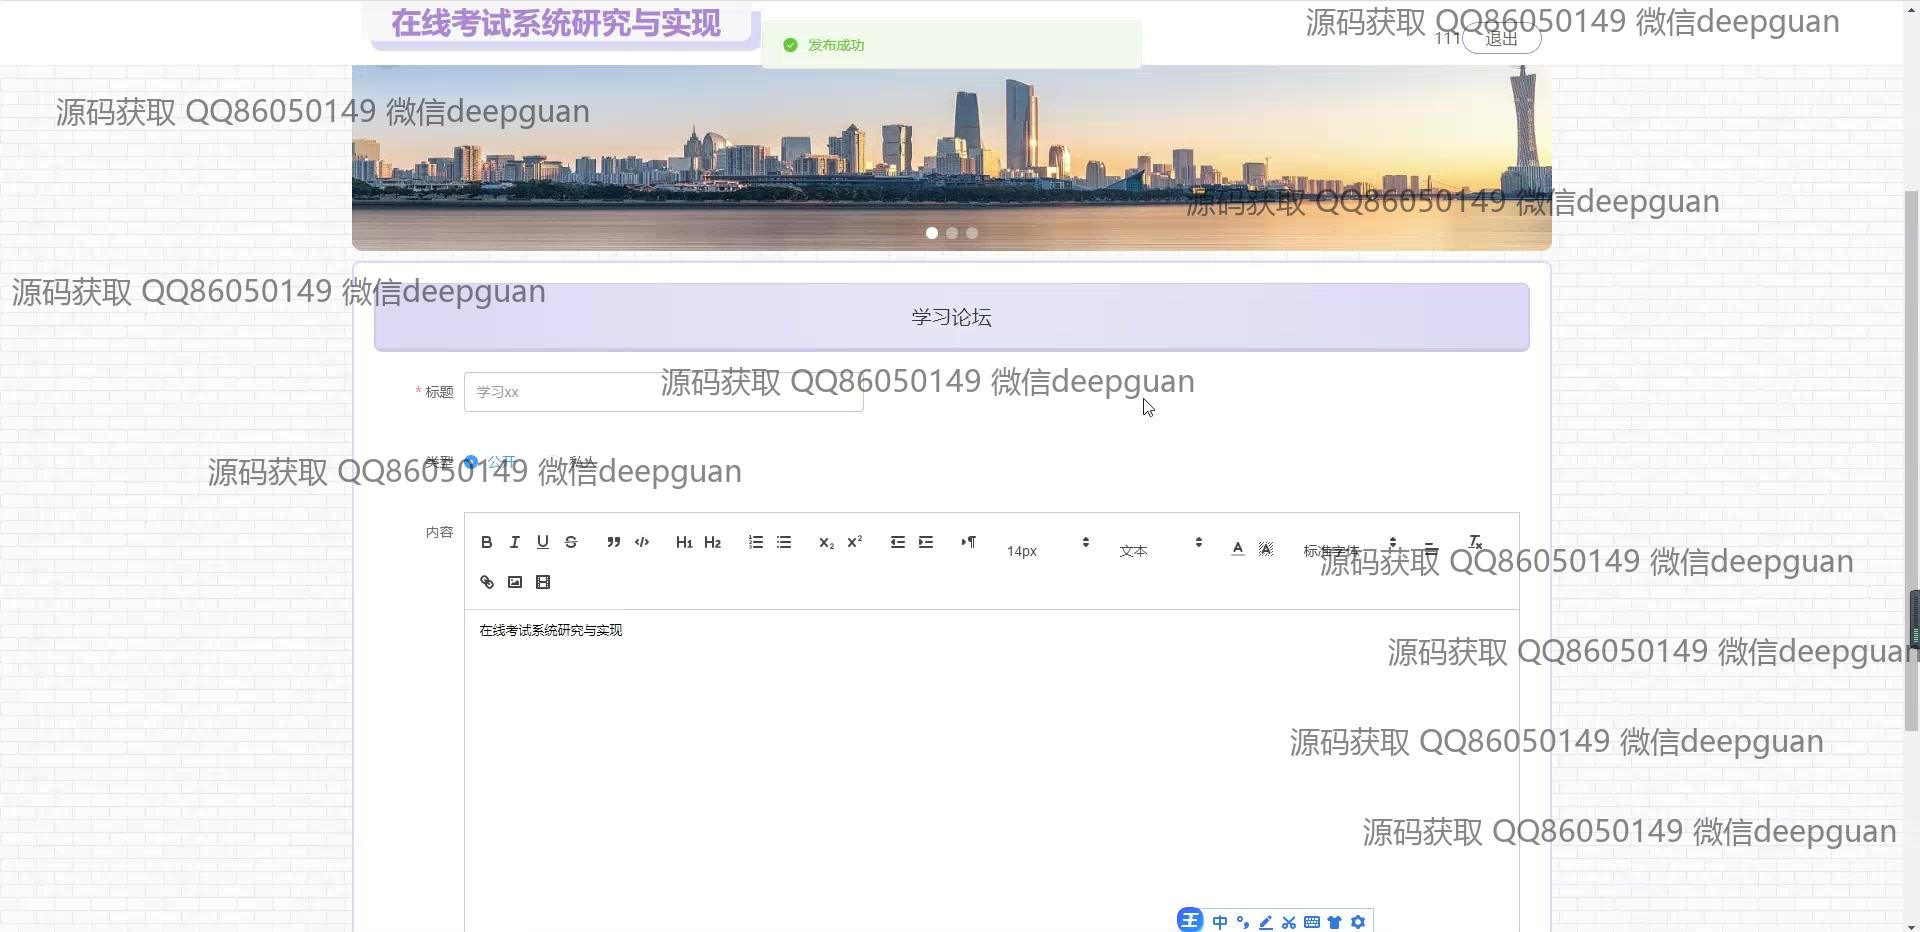 在线考试系统研究与实现
源码获取 QQ86050149 微信deepguan
发布成功
111 退出
源码获取 QQ86050149 微信deepguan
源码获取 QQ86050149 微信deepguan
源码获取 QQ86050149 微信deepguan
学习论坛
源码获取 QQ86050149 微信deepguan
* 标题 学习xx
类型 公开 私人
源码获取 QQ86050149 微信deepguan
内容
B I U S H1 H2 X2 X2 14px 文本 A A 标准字体 Tx
源码获取 QQ86050149 微信deepguan
在线考试系统研究与实现
源码获取 QQ86050149 微信deepguan
源码获取 QQ86050149 微信deepguan
源码获取 QQ86050149 微信deepguan
王 中